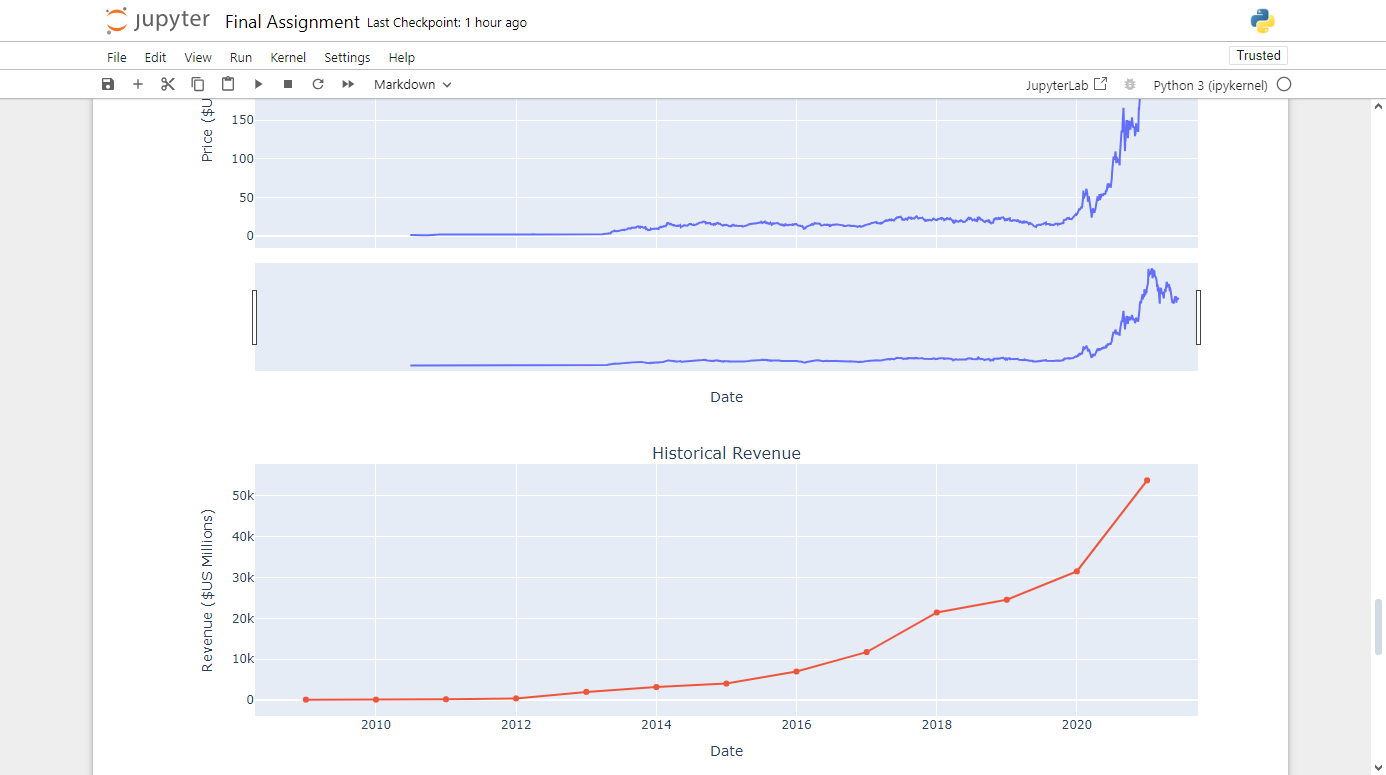 jupyter Final Assignment Last Checkpoint: 1 hour ago
File Edit View Run Kernel Settings Help
Trusted
Markdown
JupyterLab
Python 3 (ipykernel)
Price ($U
150
100
50
0
Date
Historical Revenue
Revenue ($US Millions)
50k
40k
30k
20k
10k
0
2010 2012 2014 2016 2018 2020
Date